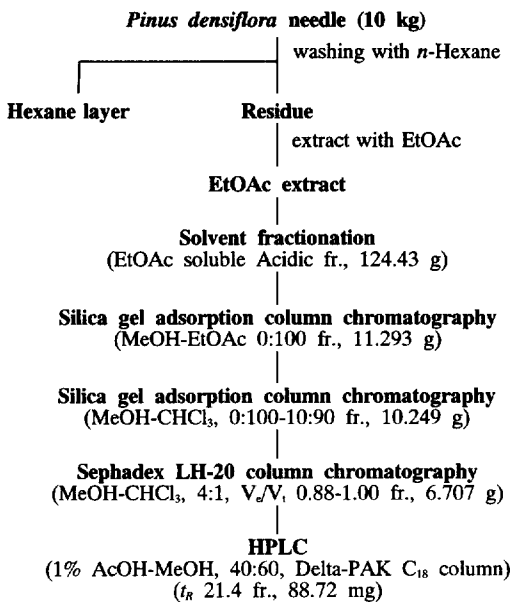 Pinus densiflora needle (10 kg)
washing with n-Hexane
Hexane layer Residue
extract with EtOAc
EtOAc extract
Solvent fractionation
(EtOAc soluble Acidic fr., 124.43 g)
Silica gel adsorption column chromatography
(MeOH-EtOAc 0:100 fr., 11.293 g)
Silica gel adsorption column chromatography
(MeOH-CHCl₃, 0:100-10:90 fr., 10.249 g)
Sephadex LH-20 column chromatography
(MeOH-CHCl₃, 4:1, Vₑ/Vₜ 0.88-1.00 fr., 6.707 g)
HPLC
(1% AcOH-MeOH, 40:60, Delta-PAK C₁₈ column)
(t_R 21.4 fr., 88.72 mg)